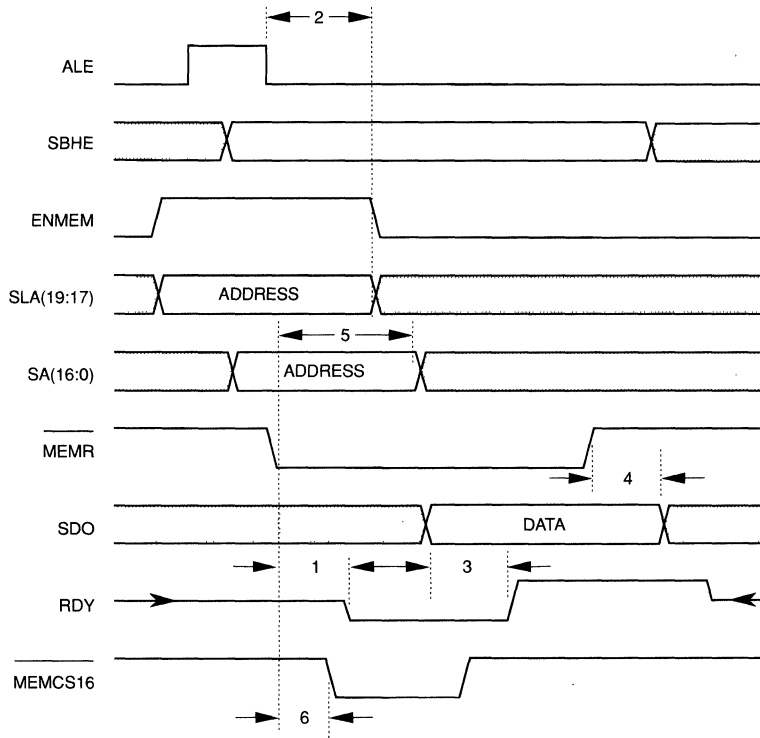 2
ALE
SBHE
ENMEM
SLA(19:17) ADDRESS
5
SA(16:0) ADDRESS
MEMR
4
SDO DATA
1 3
RDY
MEMCS16
6